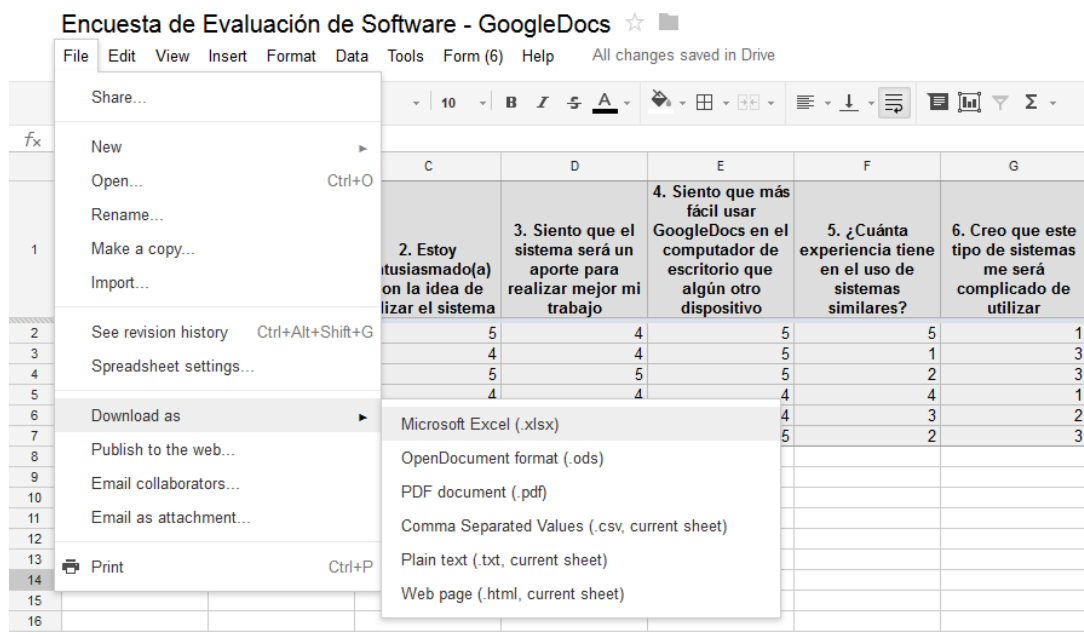 Encuesta de Evaluación de Software - GoogleDocs
File Edit View Insert Format Data Tools Form (6) Help All changes saved in Drive
Share...
10 B I S A Σ
fx
New
Open... Ctrl+O
Rename...
Make a copy...
Import...
See revision history Ctrl+Alt+Shift+G
Spreadsheet settings...
Download as
Publish to the web...
Email collaborators...
Email as attachment...
Print Ctrl+P
Microsoft Excel (.xlsx)
OpenDocument format (.ods)
PDF document (.pdf)
Comma Separated Values (.csv, current sheet)
Plain text (.txt, current sheet)
Web page (.html, current sheet)
C D E F G
1
2. Estoy
tusiasmado(a)
on la idea de
lizar el sistema
3. Siento que el
sistema será un
aporte para
realizar mejor mi
trabajo
4. Siento que más
fácil usar
GoogleDocs en el
computador de
escritorio que
algún otro
dispositivo
5. ¿Cuánta
experiencia tiene
en el uso de
sistemas
similares?
6. Creo que este
tipo de sistemas
me será
complicado de
utilizar
2 5 4 5 5 1
3 4 4 5 1 3
4 5 5 5 2 3
5 4 4 4 4 1
6 4 3 2
7 5 2 3
8
9
10
11
12
13
14
15
16